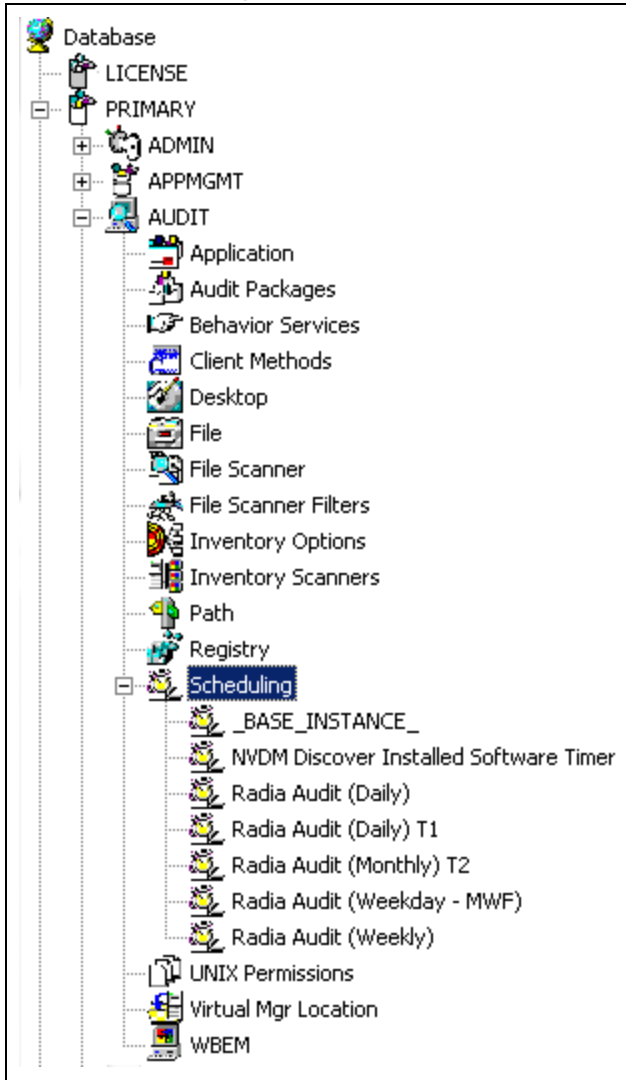 Database
LICENSE
PRIMARY
ADMIN
APPMGMT
AUDIT
Application
Audit Packages
Behavior Services
Client Methods
Desktop
File
File Scanner
File Scanner Filters
Inventory Options
Inventory Scanners
Path
Registry
Scheduling
_BASE_INSTANCE_
NVDM Discover Installed Software Timer
Radia Audit (Daily)
Radia Audit (Daily) T1
Radia Audit (Monthly) T2
Radia Audit (Weekday - MWF)
Radia Audit (Weekly)
UNIX Permissions
Virtual Mgr Location
WBEM